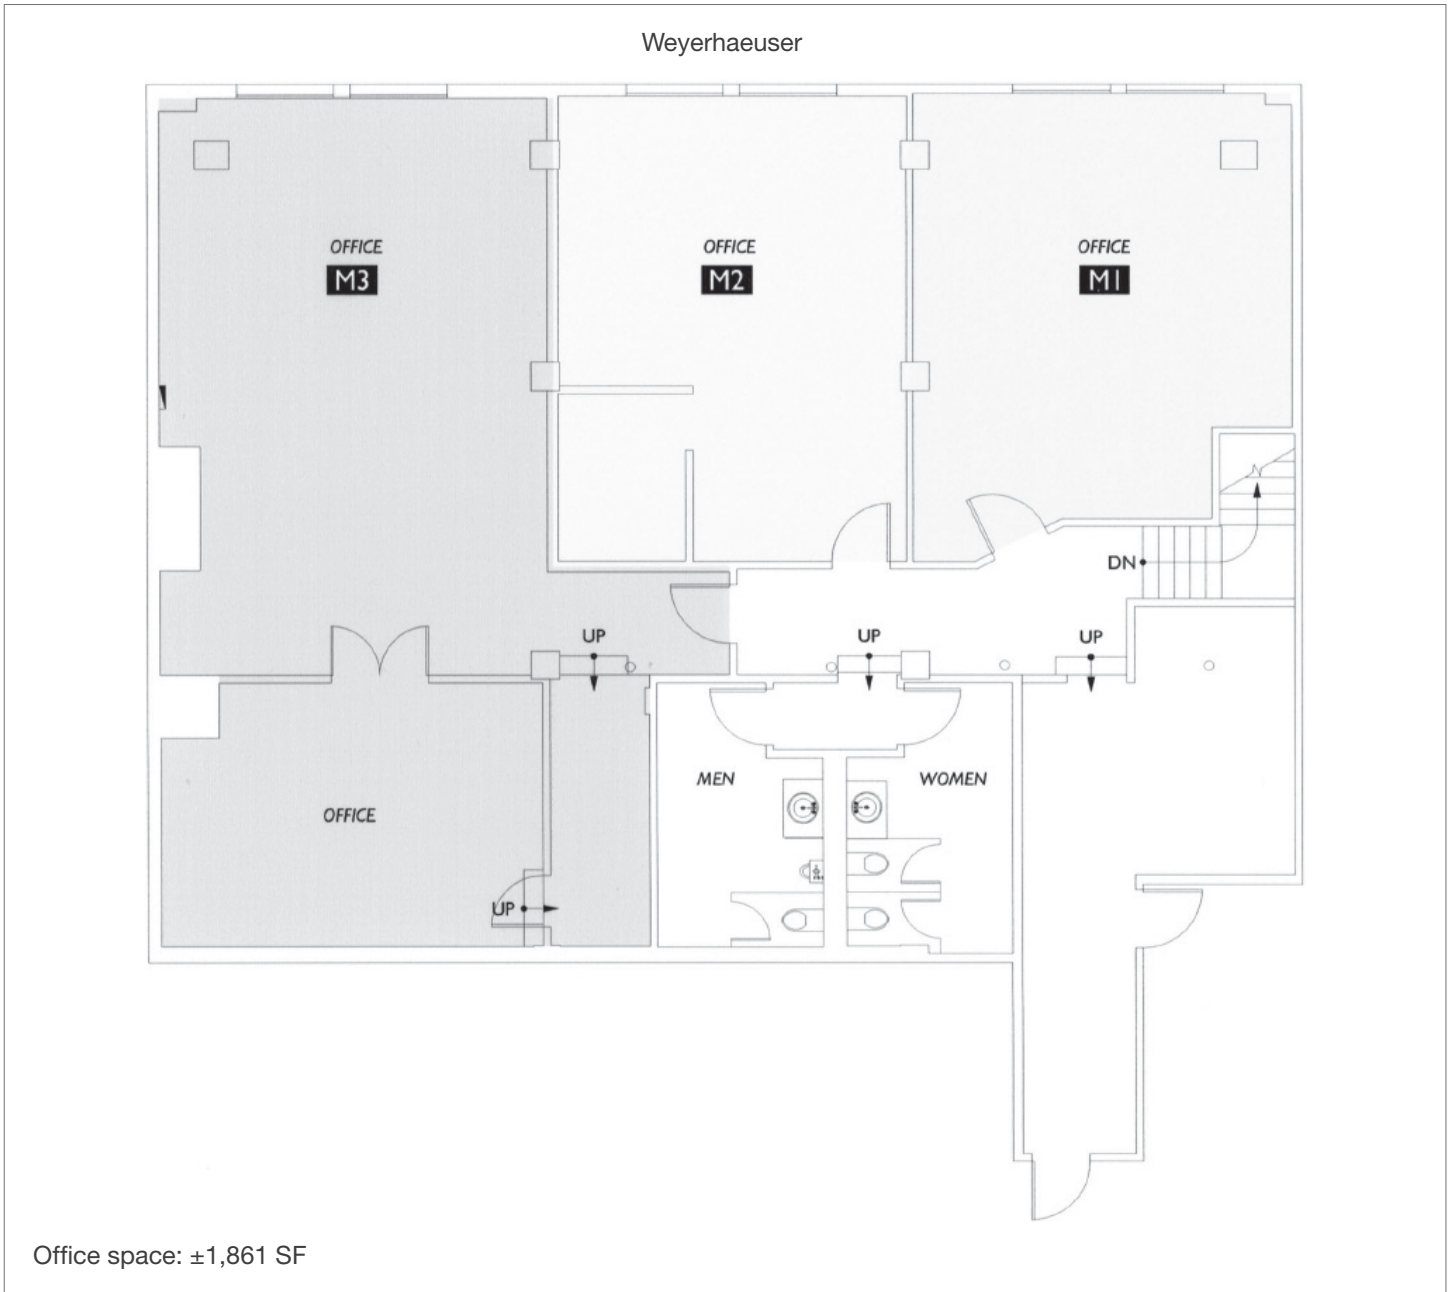 Weyerhaeuser
OFFICE
M3
OFFICE
M2
OFFICE
M1
DN
UP
UP
UP
MEN
WOMEN
OFFICE
UP
Office space: ±1,861 SF